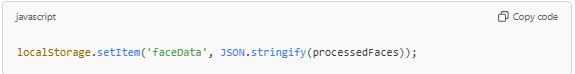 javascript
Copy code
localStorage.setItem('faceData', JSON.stringify(processedFaces));